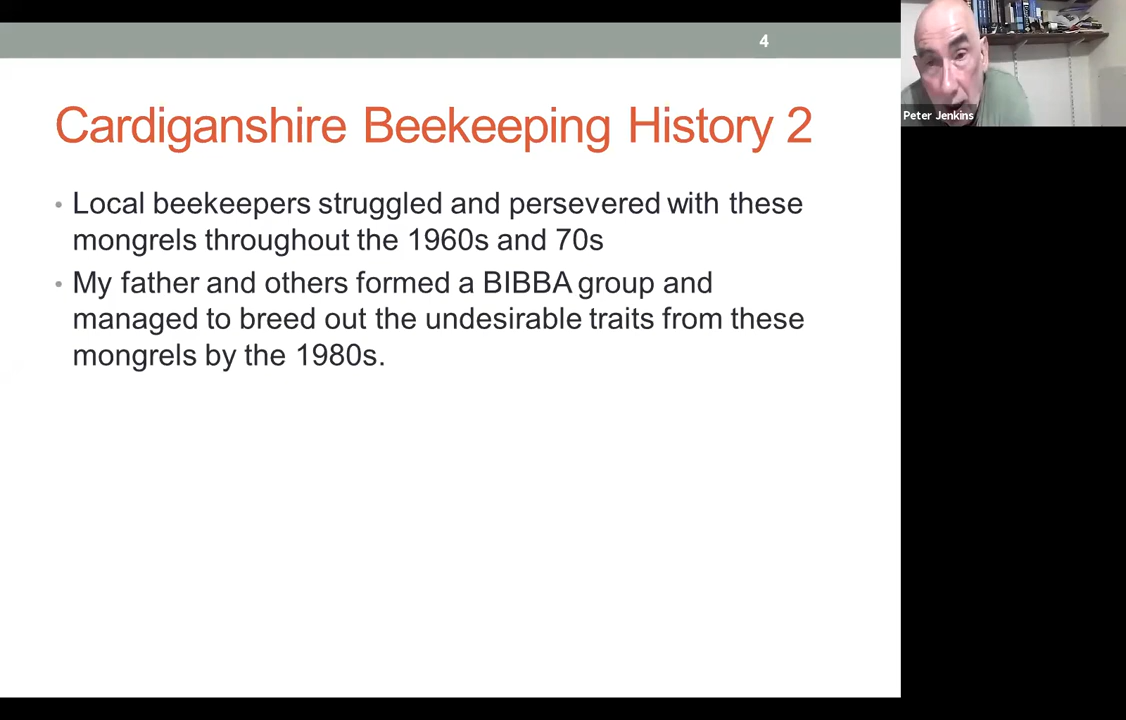 4
Peter Jenkins
Cardiganshire Beekeeping History 2
• Local beekeepers struggled and persevered with these
mongrels throughout the 1960s and 70s
• My father and others formed a BIBBA group and
managed to breed out the undesirable traits from these
mongrels by the 1980s.